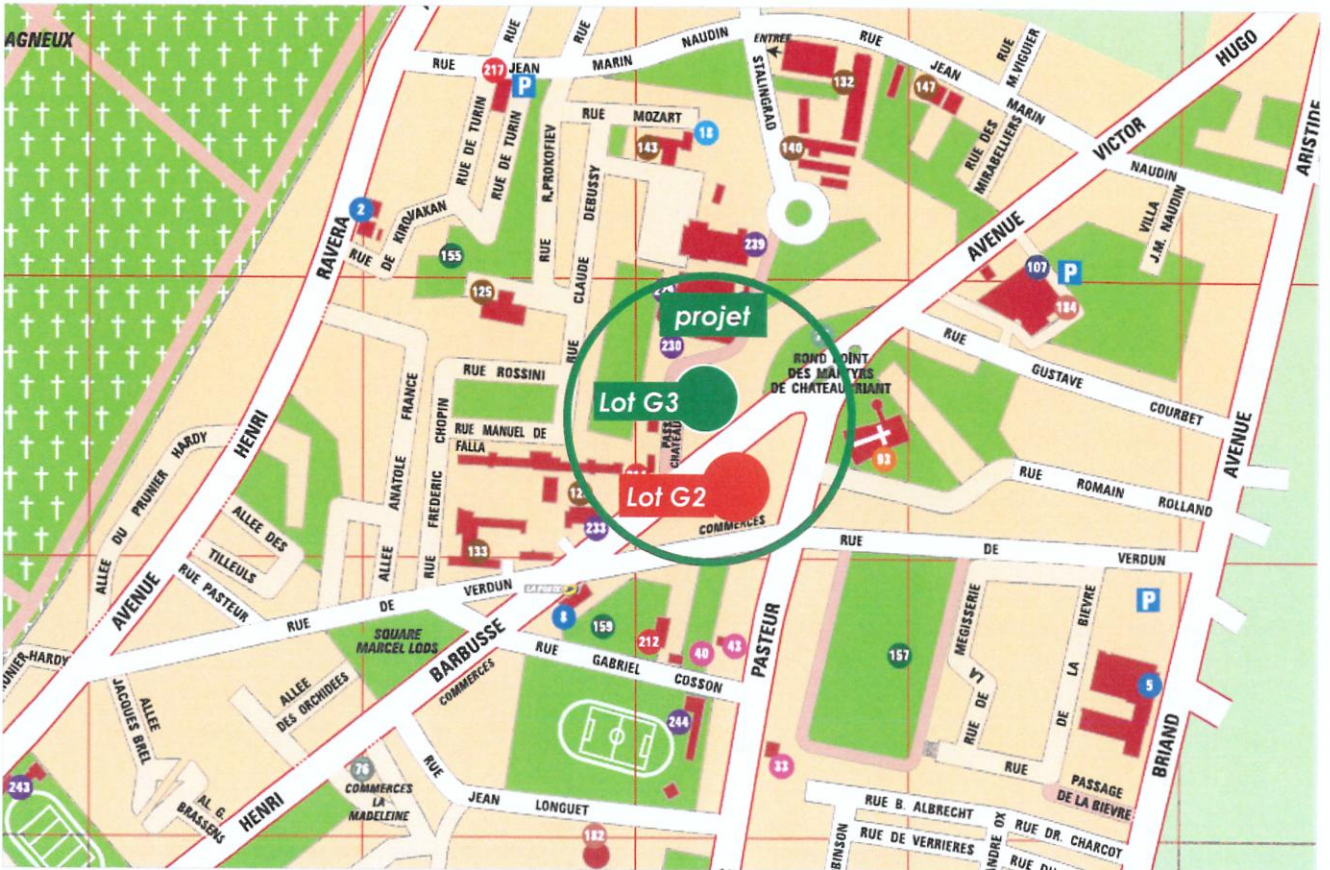 AGNEUX
RUE
RUE
NAUDIN
ENTREE
RUE
RUE
M.VIGUIER
HUGO
RUE
217
JEAN
MARIN
STALINGRAD
132
JEAN
147
MARIN
P
RUE MOZART
18
143
140
RUE DES
MIRABELLIERS
VICTOR
NAUDIN
ARISTIDE
RUE DE TURIN
RUE DE TURIN
R.PROKOFIEV
RUE
CLAUDE DEBUSSY
RUE
2
RAVERA
RUE
DE KIROVAKAN
155
239
AVENUE
VILLA
J.M. NAUDIN
107
P
184
125
projet
230
ROND POINT
DES MARTYRS
DE CHATEAUBRIANT
RUE
GUSTAVE
COURBET
RUE ROSSINI
Lot G3
HENRI
ANATOLE FRANCE
ALLEE
CHOPIN
FREDERIC
RUE
RUE MANUEL DE
FALLA
93
AVENUE
ALLEE DU PRUNIER HARDY
Lot G2
COMMERCES
RUE ROMAIN ROLLAND
ALLEE DES
TILLEULS
233
133
RUE DE VERDUN
AVENUE
RUE PASTEUR
RUE DE VERDUN
8
159
212
40
43
PASTEUR
MEGISSERIE
RUE DE LA
BIEVRE
DE LA
RUE
P
SQUARE
MARCEL LODS
BARBUSSE
COMMERCES
RUE GABRIEL COSSON
157
5
HARDY
ALLEE
JACQUES BREL
ALLEE
DES ORCHIDEES
244
BRIAND
243
AL G.
BRASSENS
HENRI
76
COMMERCES
LA
MADELEINE
RUE
JEAN LONGUET
33
PASSAGE
DE LA BIEVRE
182
RUE B. ALBRECHT
RUE DR. CHARCOT
RUE DE VERRIERES
BINSON
ANDRE OX
RUE DU